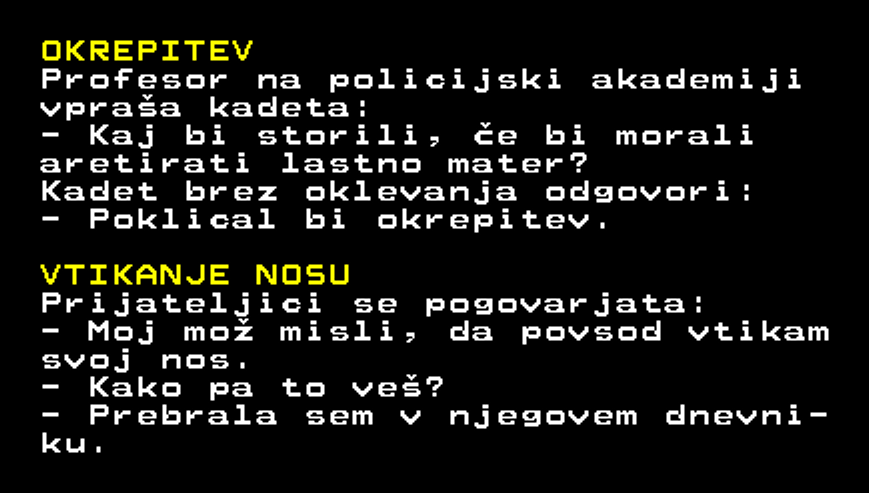 OKREPITEV
Profesor na policijski akademiji
vpraša kadeta:
- Kaj bi storili, če bi morali
aretirati lastno mater?
Kadet brez oklevanja odgovori:
- Poklical bi okrepitev.
VTIKANJE NOSU
Prijateljici se pogovarjata:
- Moj mož misli, da povsod vtikam
svoj nos.
- Kako pa to veš?
- Prebrala sem v njegovem dnevni-
ku.